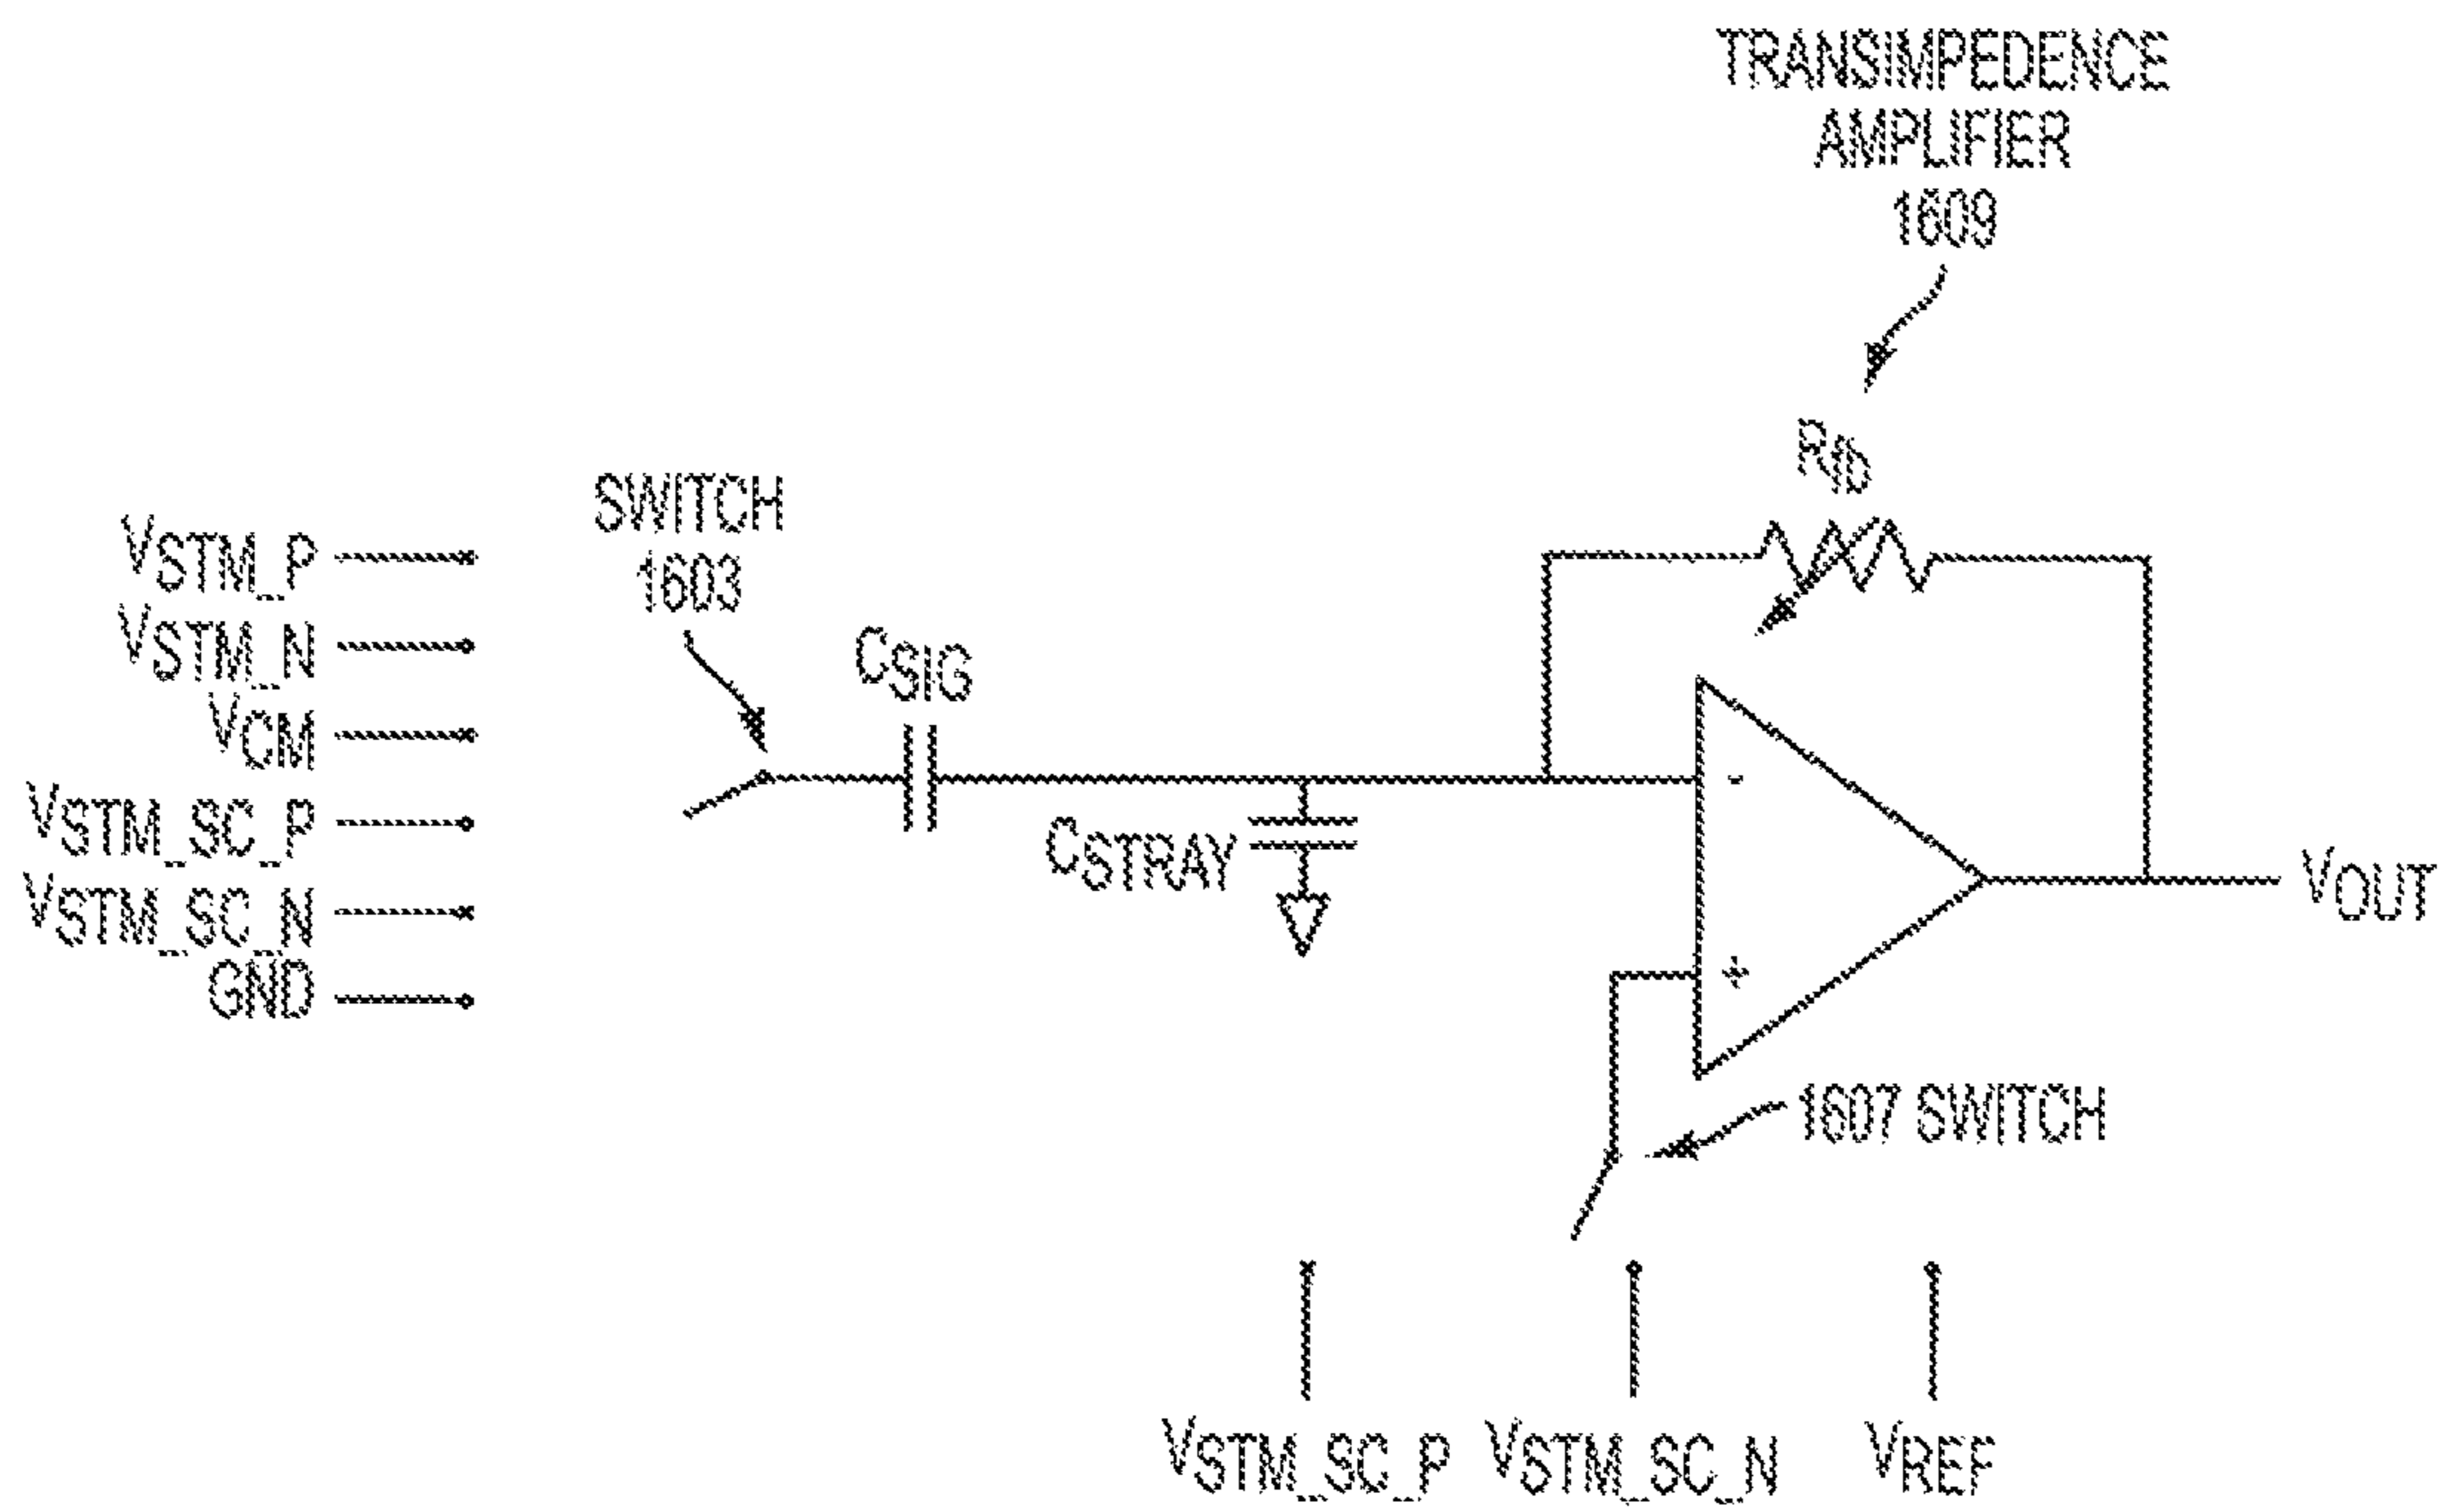 TRANSIMPEDENCE
AMPLIFIER
1609
Rfb
SWITCH
1603
VSTM_P
VSTM_N
VCM
VSTM_SC_P
VSTM_SC_N
GND
CSIG
CSTRAY
-
+
VOUT
1607 SWITCH
VSTM_SC_P VSTM_SC_N VREF